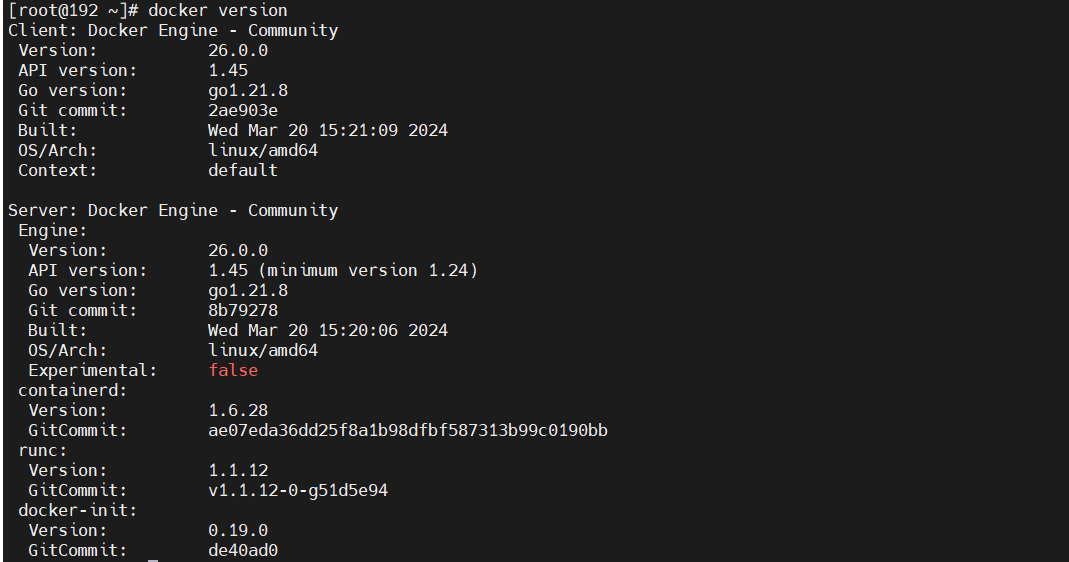 [root@192 ~]# docker version
Client: Docker Engine - Community
 Version:           26.0.0
 API version:       1.45
 Go version:        go1.21.8
 Git commit:        2ae903e
 Built:             Wed Mar 20 15:21:09 2024
 OS/Arch:           linux/amd64
 Context:           default

Server: Docker Engine - Community
 Engine:
  Version:          26.0.0
  API version:      1.45 (minimum version 1.24)
  Go version:       go1.21.8
  Git commit:       8b79278
  Built:            Wed Mar 20 15:20:06 2024
  OS/Arch:          linux/amd64
  Experimental:     false
 containerd:
  Version:          1.6.28
  GitCommit:        ae07eda36dd25f8a1b98dfbf587313b99c0190bb
 runc:
  Version:          1.1.12
  GitCommit:        v1.1.12-0-g51d5e94
 docker-init:
  Version:          0.19.0
  GitCommit:        de40ad0